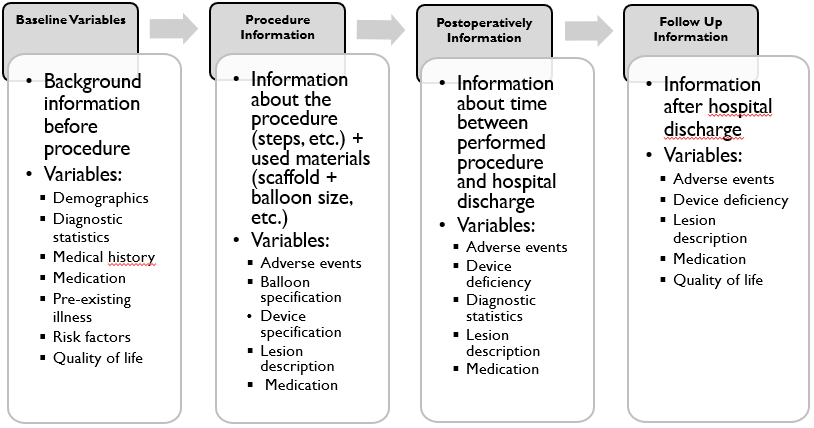 Baseline Variables
• Background
information
before
procedure
• Variables:
▪ Demographics
▪ Diagnostic
statistics
▪ Medical history
▪ Medication
▪ Pre-existing
illness
▪ Risk factors
▪ Quality of life
Procedure
Information
• Information
about the
procedure
(steps, etc.) +
used materials
(scaffold +
balloon size,
etc.)
• Variables:
▪ Adverse events
▪ Balloon
specification
• Device
specification
▪ Lesion
description
▪ Medication
Postoperatively
Information
• Information
about time
between
performed
procedure
and hospital
discharge
• Variables:
▪ Adverse events
▪ Device
deficiency
▪ Diagnostic
statistics
▪ Lesion
description
▪ Medication
Follow Up
Information
• Information
after hospital
discharge
• Variables:
▪ Adverse events
▪ Device deficiency
▪ Lesion
description
▪ Medication
▪ Quality of life